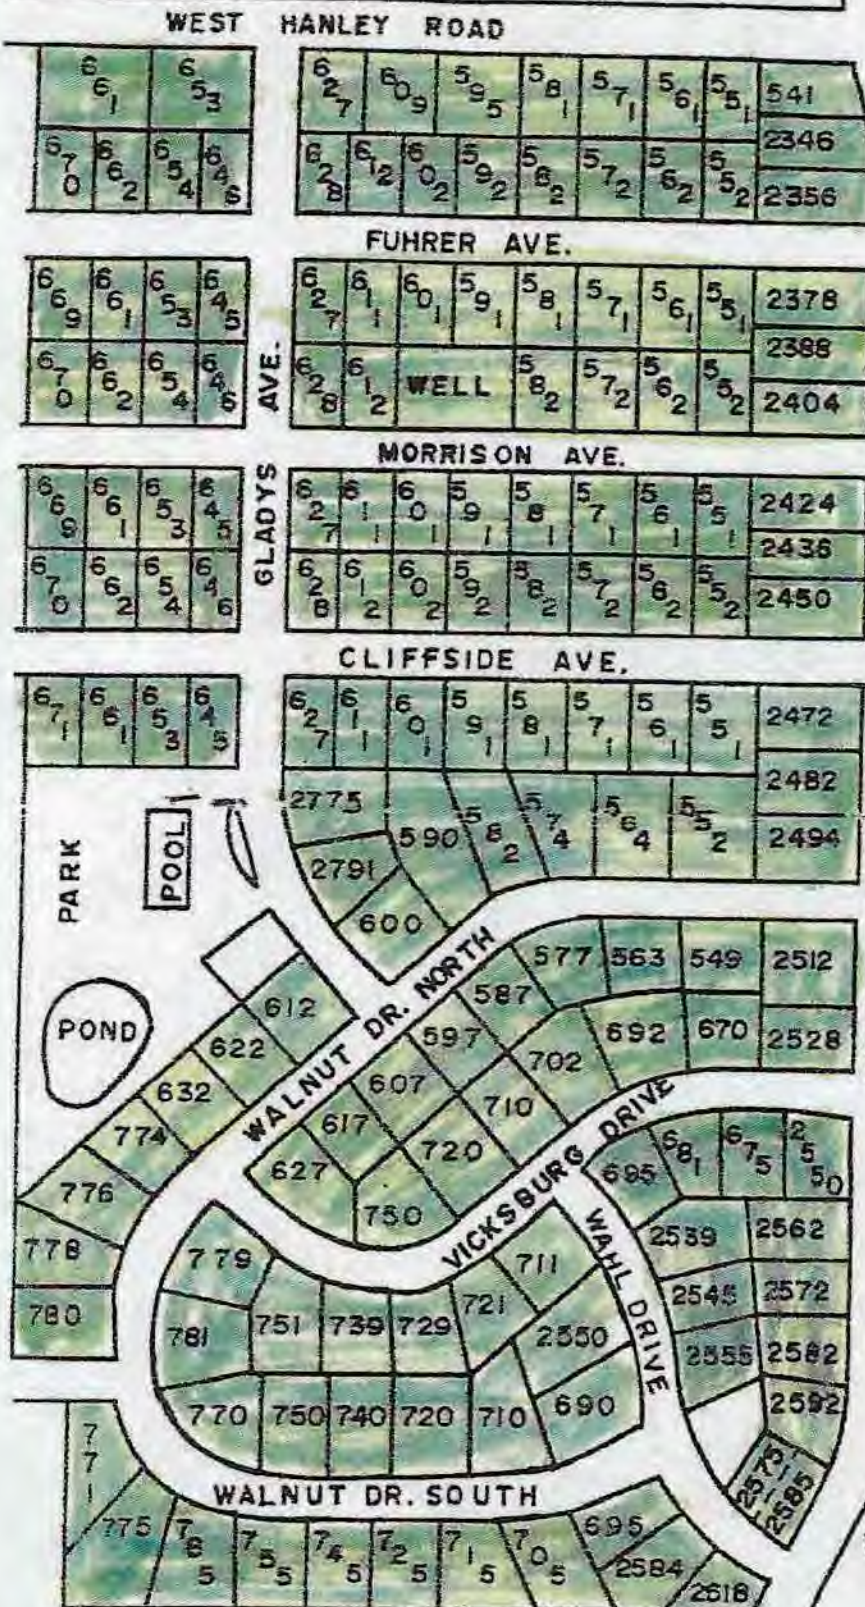 WEST HANLEY ROAD
661 653 627 609 595 581 571 561 551 541
2346
670 662 654 646 628 612 602 592 582 572 562 552 2356
FUHRER AVE.
669 661 653 645 627 611 601 591 581 571 561 551 2378
2388
670 662 654 646 628 612 WELL 582 572 562 552 2404
GLADYS AVE.
MORRISON AVE.
669 661 653 645 627 611 601 591 581 571 561 551 2424
2436
670 662 654 646 628 612 602 592 582 572 562 552 2450
CLIFFSIDE AVE.
671 661 653 645 627 611 601 591 581 571 561 551 2472
2482
2775 590 582 574 564 552 2494
PARK
POOL
2791
600
POND
WALNUT DR. NORTH
577 563 549 2512
612 587
622 597 702 692 670 2528
632 607 710
774 617 720
776 627 750
778
780
VICKSBURG DRIVE
695 681 675 2550
WAHL DRIVE
2539 2562
2545 2572
2555 2582
2592
2575
2585
779 711
781 751 739 729 721 2550
770 750 740 720 710 690
WALNUT DR. SOUTH
771
775 765 755 745 725 715 705 695
2584
2618